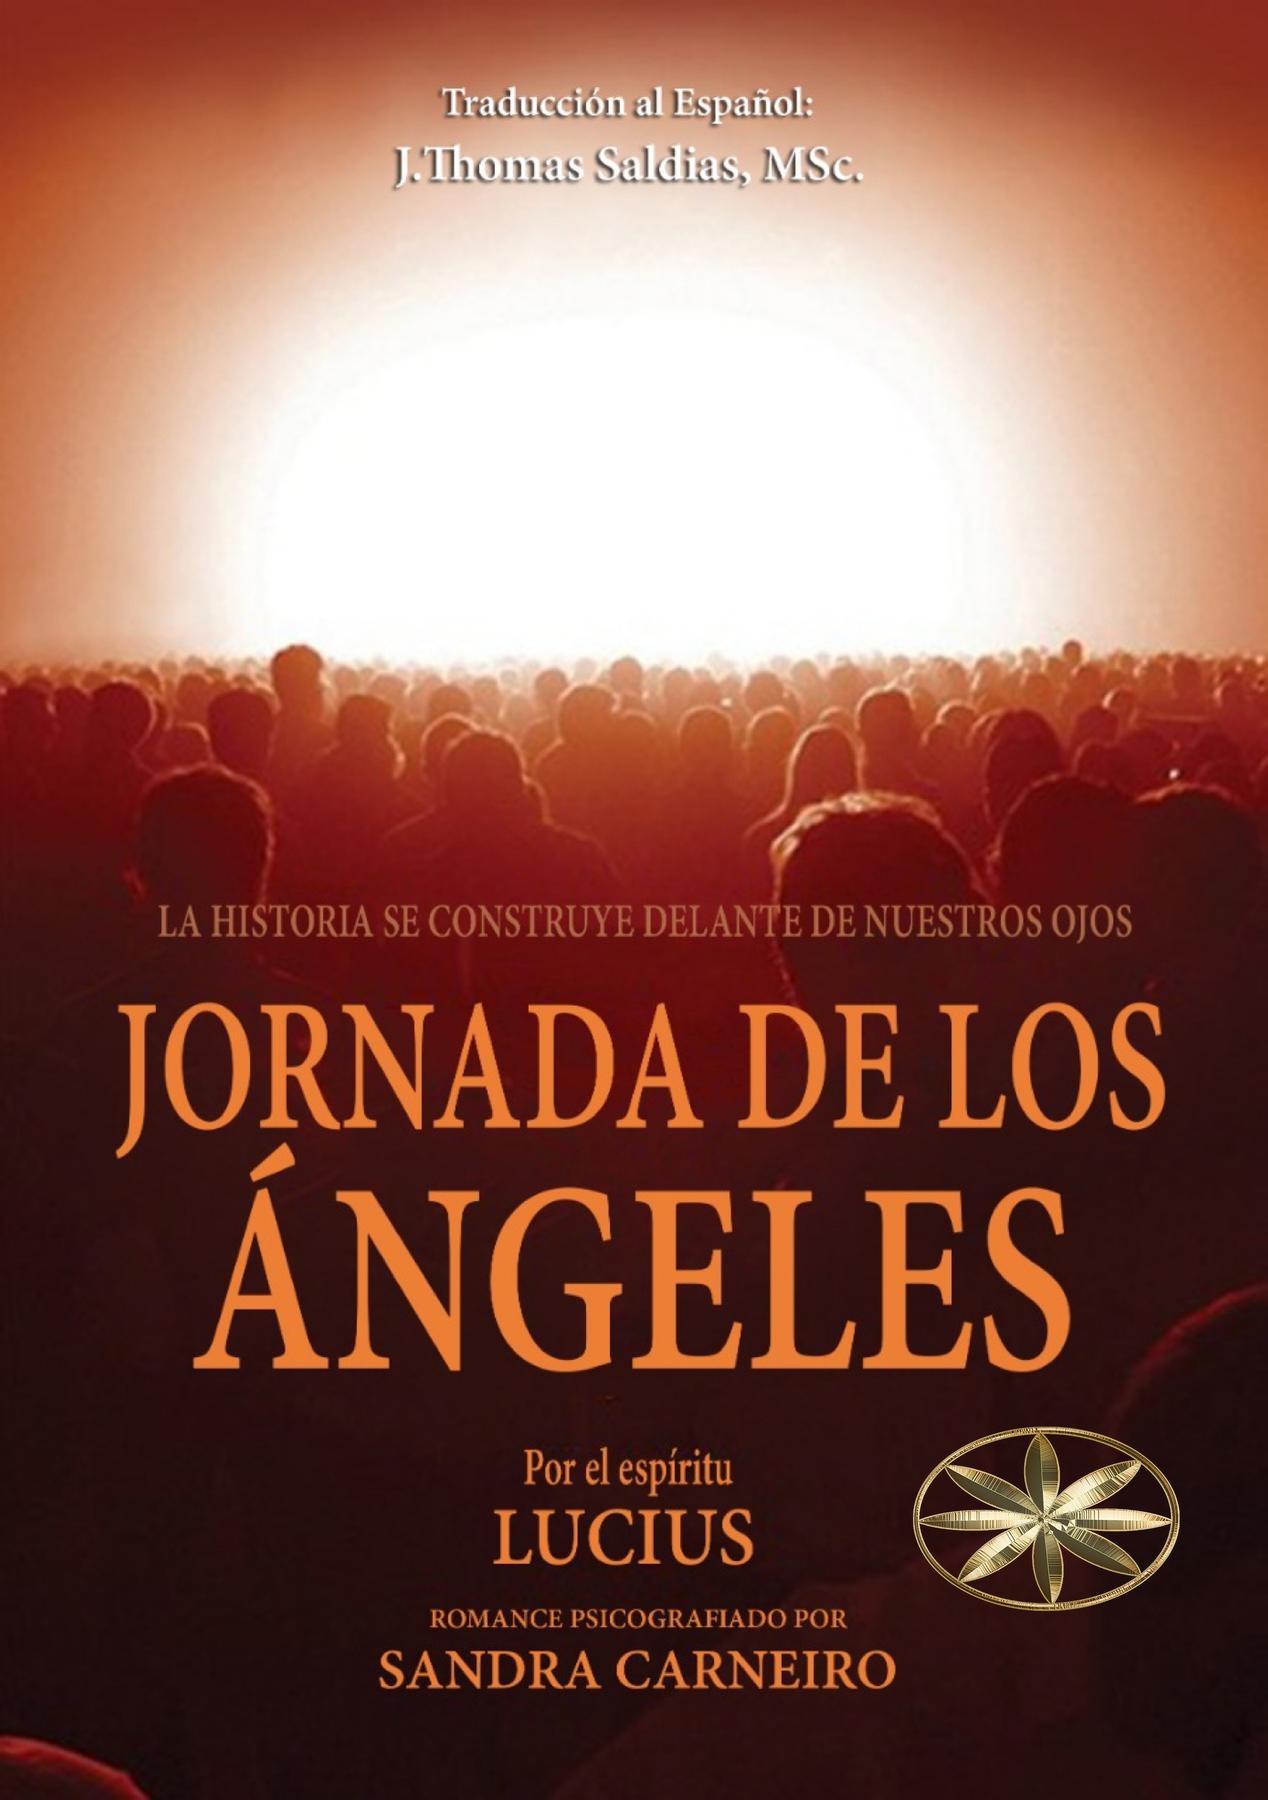 Traducción al Español:
J. Thomas Saldias, MSc.
LA HISTORIA SE CONSTRUYE DELANTE DE NUESTROS OJOS
JORNADA DE LOS
ÁNGELES
Por el espíritu
LUCIUS
ROMANCE PSICOGRAFIADO POR
SANDRA CARNEIRO